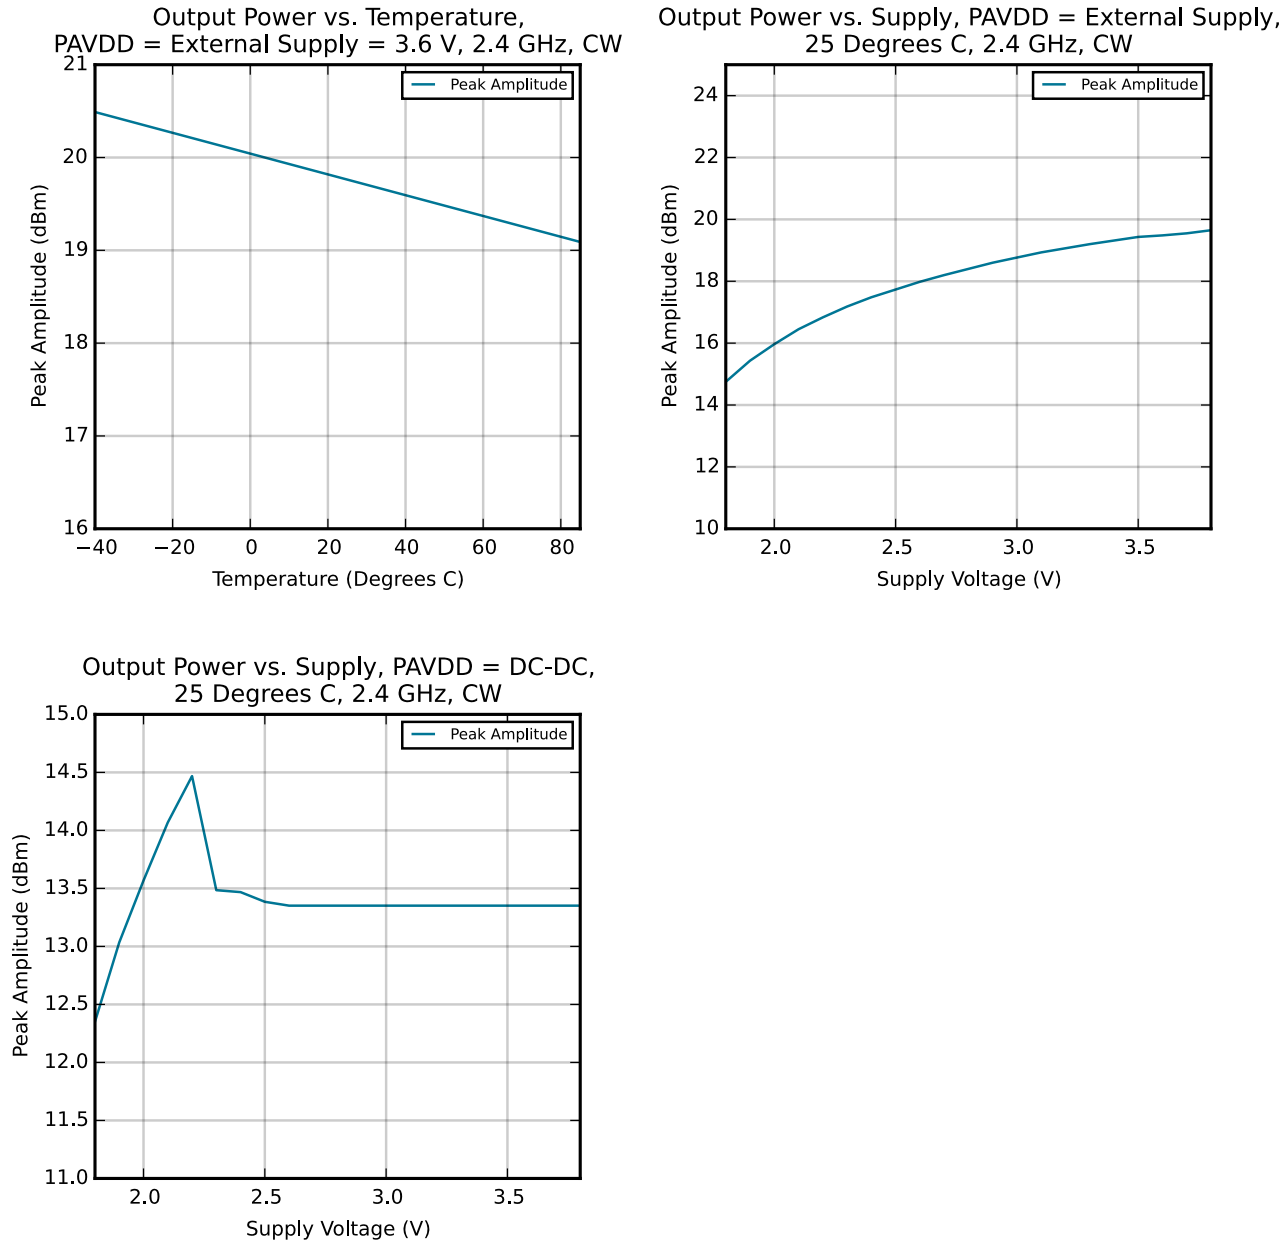 Output Power vs. Temperature,
PAVDD = External Supply = 3.6 V, 2.4 GHz, CW
Peak Amplitude
21
20
19
18
17
16
Peak Amplitude (dBm)
−40 −20 0 20 40 60 80
Temperature (Degrees C)
Output Power vs. Supply, PAVDD = External Supply,
25 Degrees C, 2.4 GHz, CW
Peak Amplitude
24
22
20
18
16
14
12
10
Peak Amplitude (dBm)
2.0 2.5 3.0 3.5
Supply Voltage (V)
Output Power vs. Supply, PAVDD = DC-DC,
25 Degrees C, 2.4 GHz, CW
Peak Amplitude
15.0
14.5
14.0
13.5
13.0
12.5
12.0
11.5
11.0
Peak Amplitude (dBm)
2.0 2.5 3.0 3.5
Supply Voltage (V)